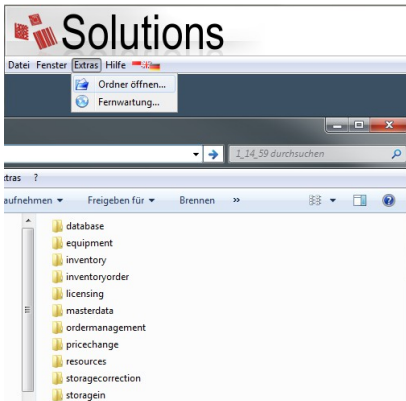 Solutions
Datei Fenster Extras Hilfe
Ordner öffnen...
Fernwartung...
1_14_59 durchsuchen
xtras ?
aufnehmen Freigeben für Brennen »
database
equipment
inventory
inventoryorder
licensing
masterdata
ordermanagement
pricechange
resources
storagecorrection
storagein